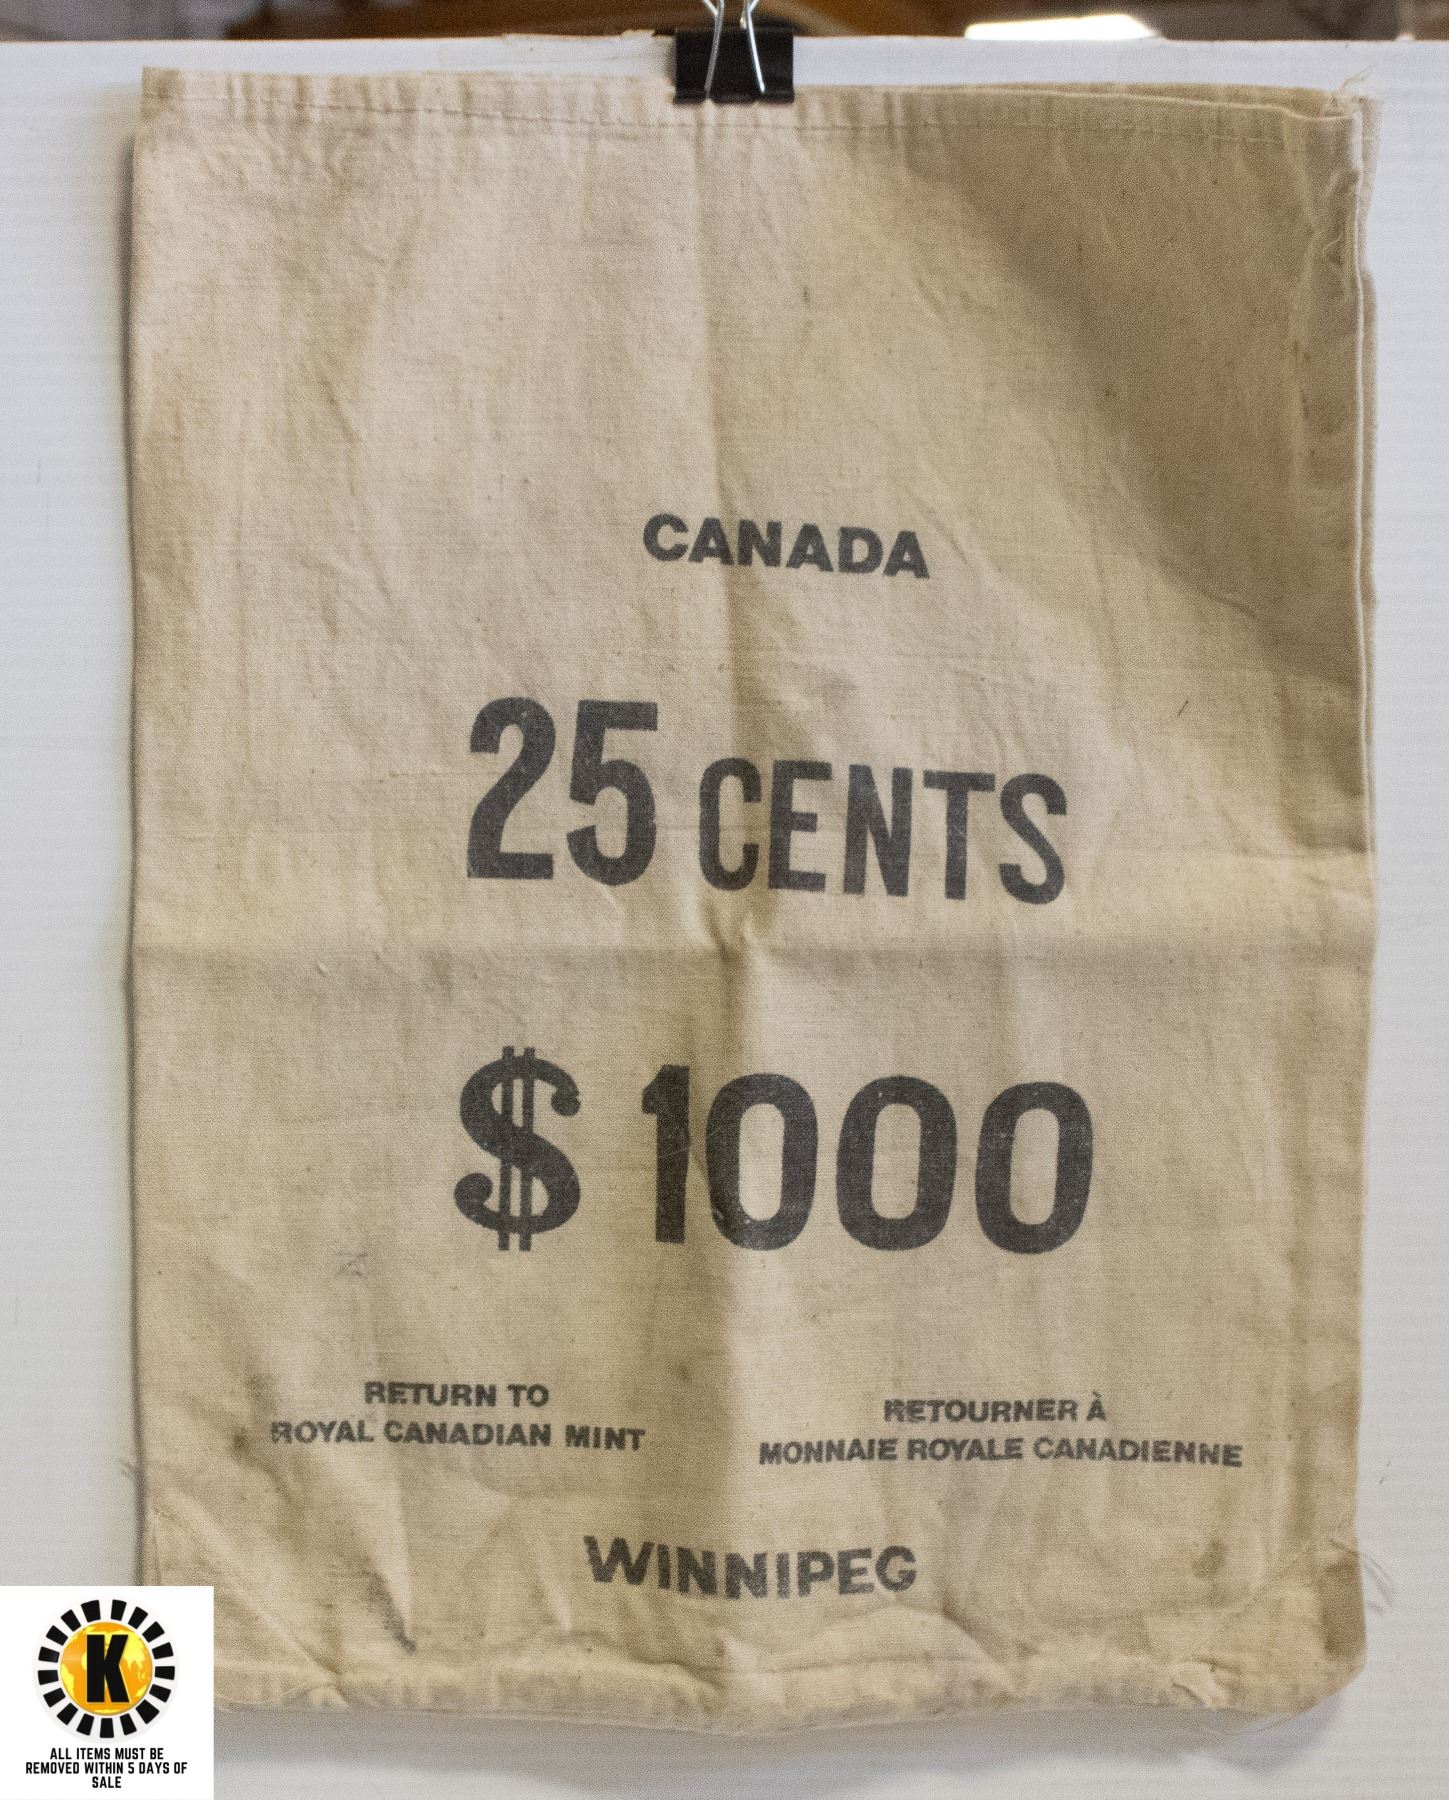 CANADA
25 CENTS
$ 1000
RETURN TO
ROYAL CANADIAN MINT
RETOURNER À
MONNAIE ROYALE CANADIENNE
WINNIPEG
K
ALL ITEMS MUST BE
REMOVED WITHIN 5 DAYS OF
SALE